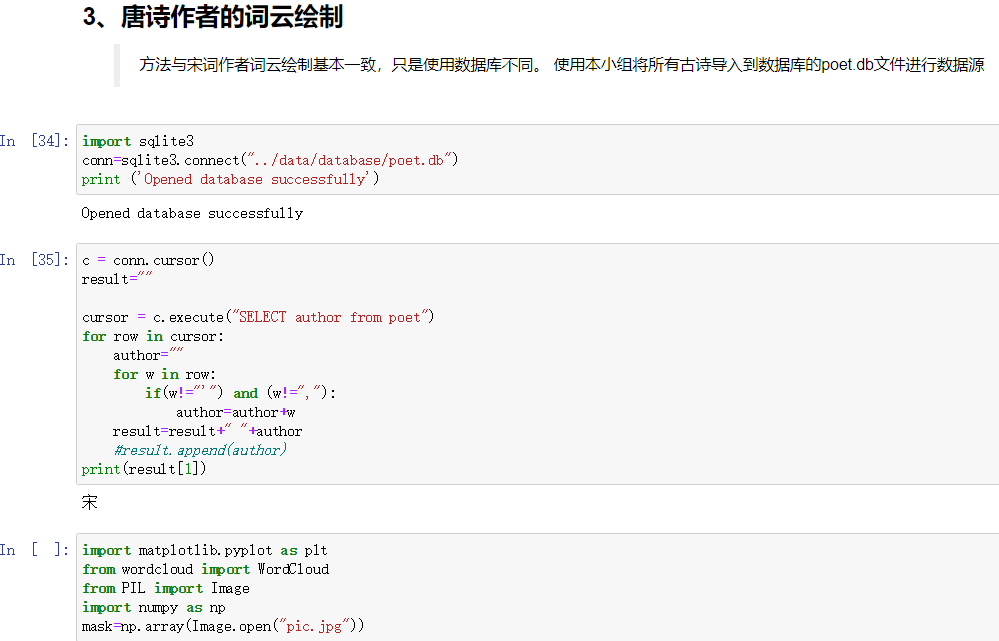 3、唐诗作者的词云绘制
方法与宋词作者词云绘制基本一致，只是使用数据库不同。 使用本小组将所有古诗导入到数据库的poet.db文件进行数据源
In [34]:
import sqlite3
conn=sqlite3.connect("../data/database/poet.db")
print ('Opened database successfully')
Opened database successfully
In [35]:
c = conn.cursor()
result=""
cursor = c.execute("SELECT author from poet")
for row in cursor:
    author=""
    for w in row:
        if(w!="'") and (w!=","):
            author=author+w
    result=result+" "+author
    #result.append(author)
print(result[1])
宋
In [ ]:
import matplotlib.pyplot as plt
from wordcloud import WordCloud
from PIL import Image
import numpy as np
mask=np.array(Image.open("pic.jpg"))